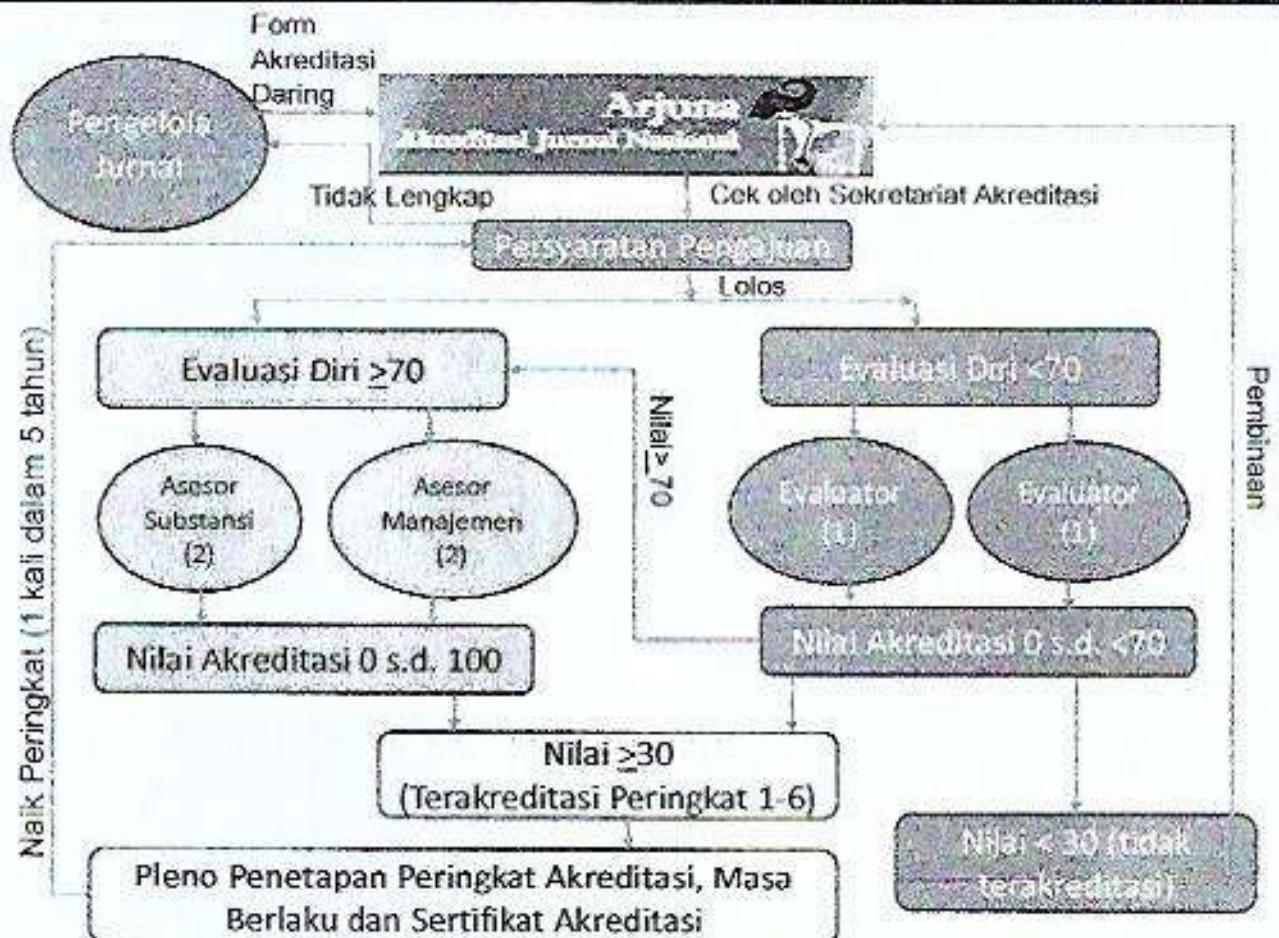 Form
Akreditasi
Daring
Pengelola
Jurnal
Arjuna
Akreditasi Jurnal Nasional
Tidak Lengkap
Cek oleh Sekretariat Akreditasi
Persyaratan Pengajuan
Lolos
Evaluasi Diri ≥70
Evaluasi Diri <70
Nilai ≥ 70
Pembinaan
Naik Peringkat (1 kali dalam 5 tahun)
Asesor
Substansi
(2)
Asesor
Manajemen
(2)
Evaluator
(1)
Evaluator
(1)
Nilai Akreditasi 0 s.d. 100
Nilai Akreditasi 0 s.d. <70
Nilai ≥30
(Terakreditasi Peringkat 1-6)
Nilai < 30 (tidak
terakreditasi)
Pleno Penetapan Peringkat Akreditasi, Masa
Berlaku dan Sertifikat Akreditasi